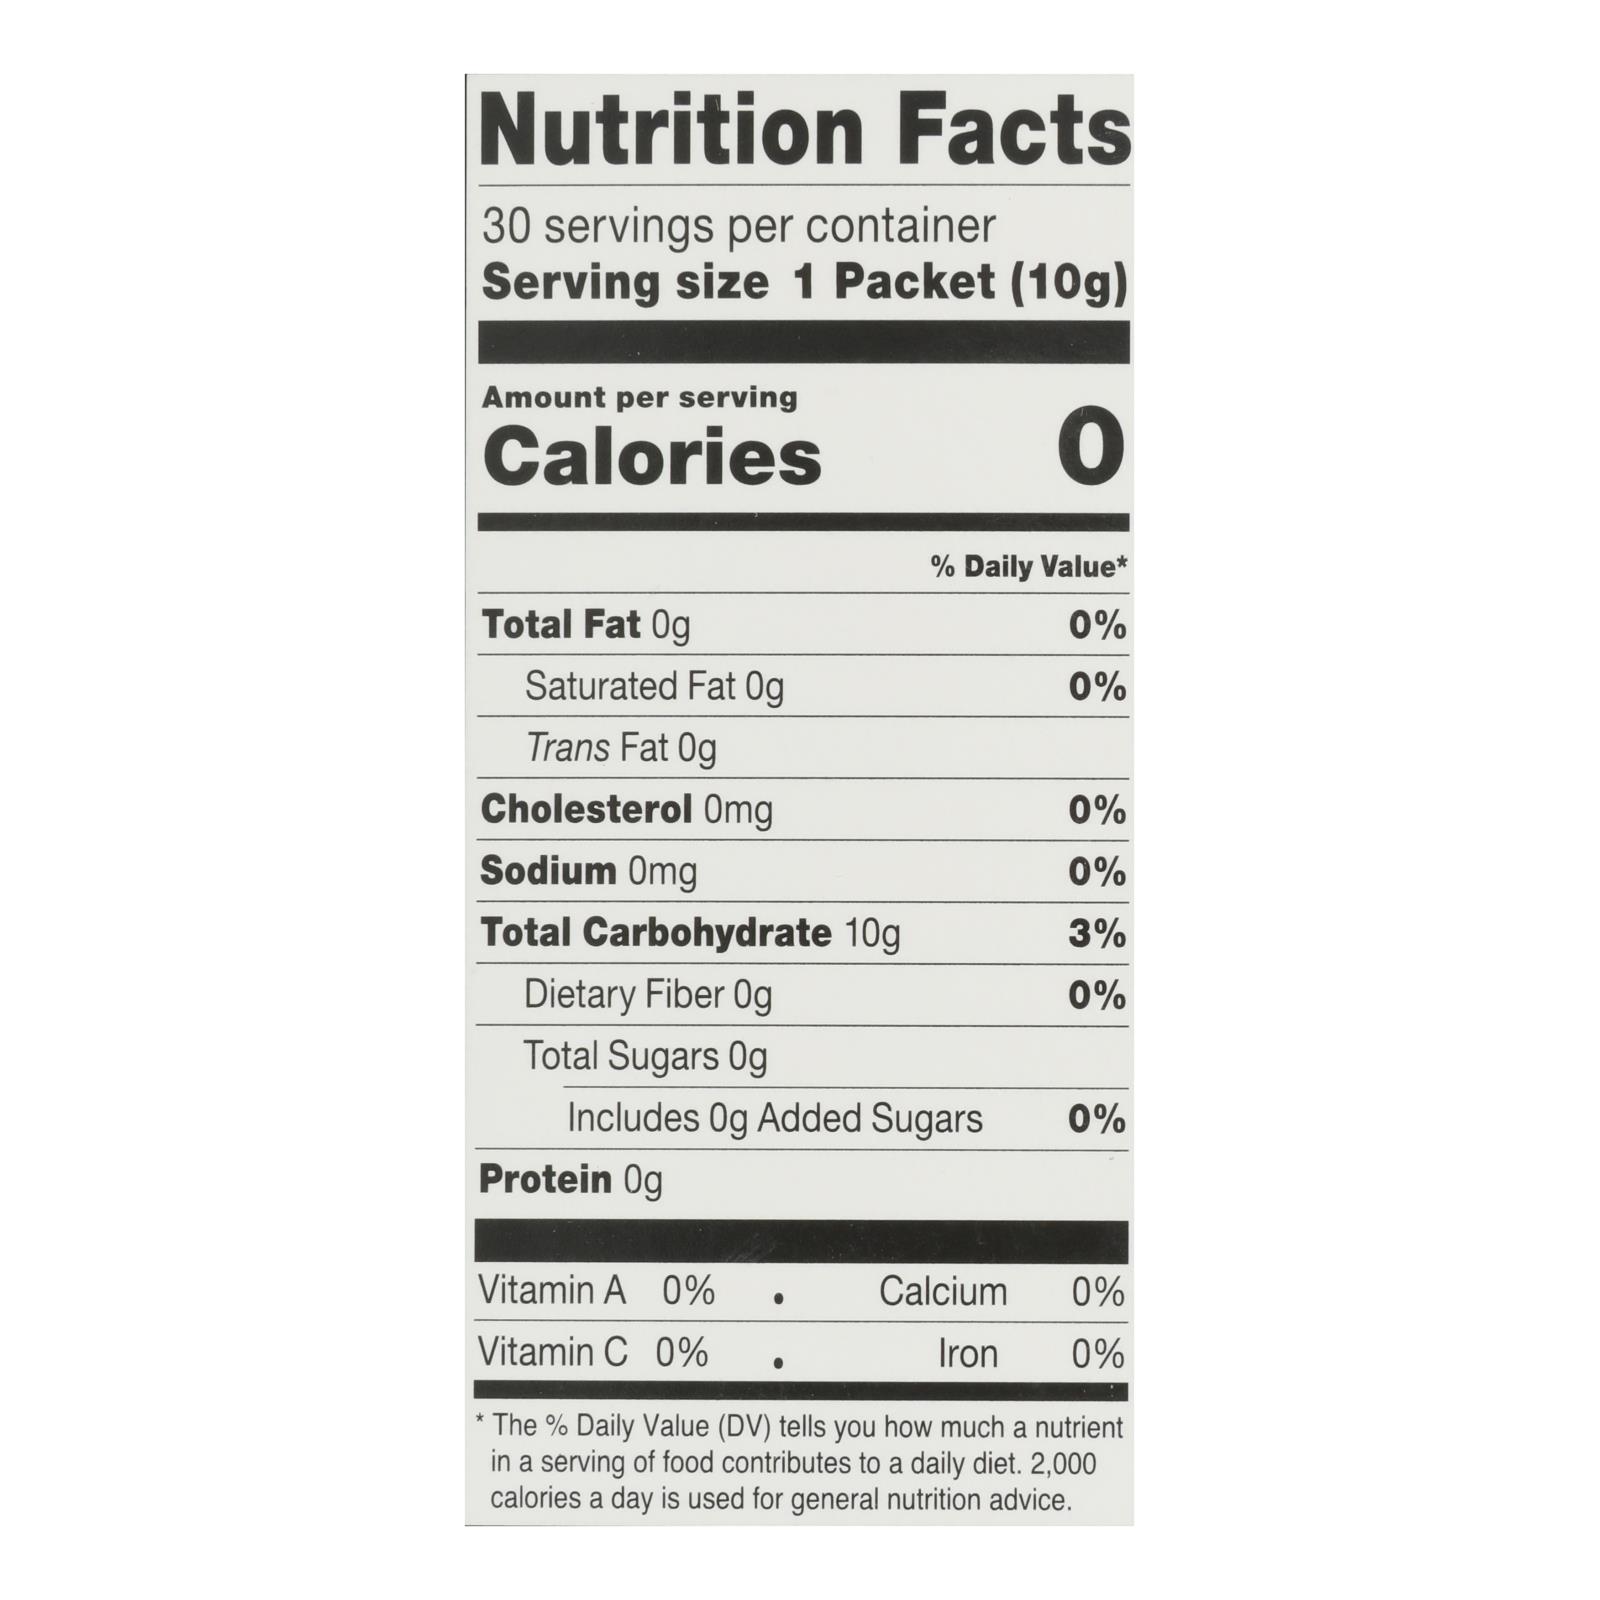 Nutrition Facts
30 servings per container
Serving size 1 Packet (10g)
Amount per serving
Calories 0
% Daily Value*
Total Fat 0g 0%
Saturated Fat 0g 0%
Trans Fat 0g
Cholesterol 0mg 0%
Sodium 0mg 0%
Total Carbohydrate 10g 3%
Dietary Fiber 0g 0%
Total Sugars 0g
Includes 0g Added Sugars 0%
Protein 0g
Vitamin A 0% • Calcium 0%
Vitamin C 0% • Iron 0%
* The % Daily Value (DV) tells you how much a nutrient
in a serving of food contributes to a daily diet. 2,000
calories a day is used for general nutrition advice.